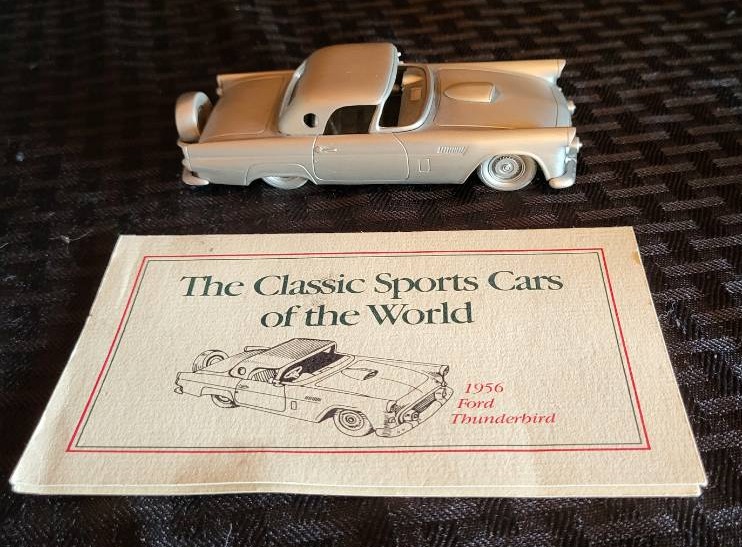 The Classic Sports Cars
of the World
1956
Ford
Thunderbird